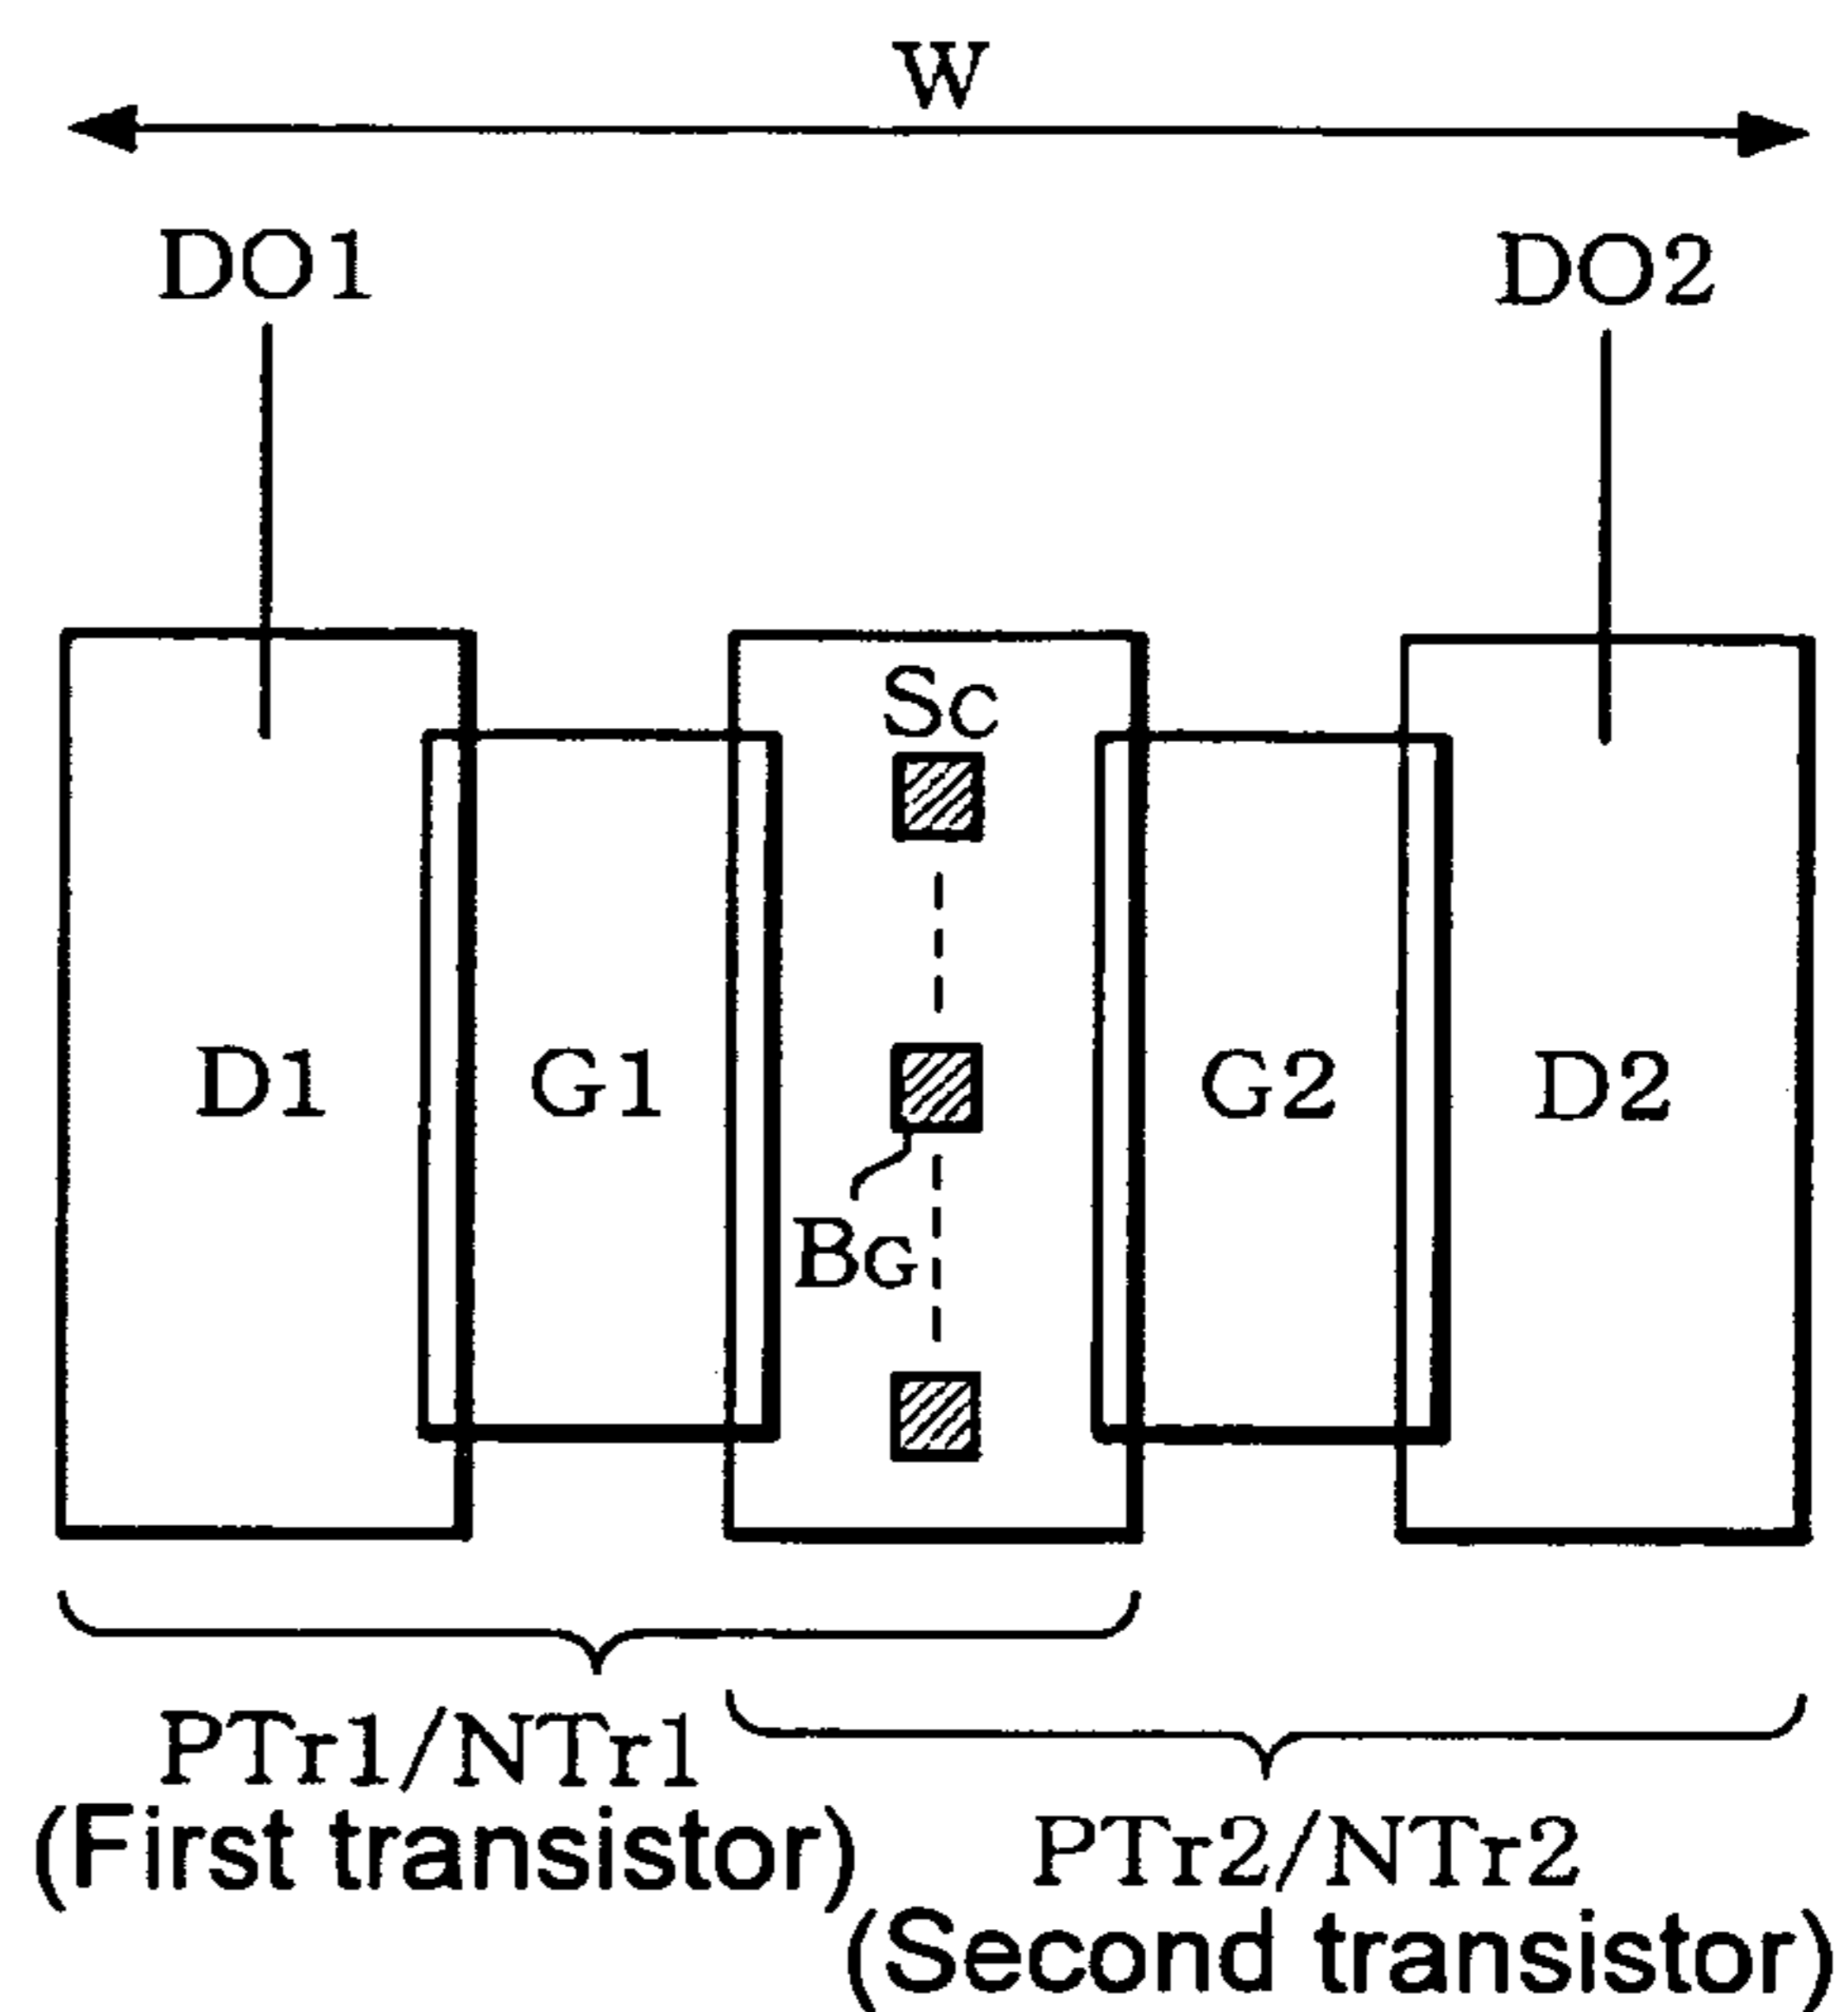 W
DO1 DO2
Sc
D1 G1 G2 D2
BG
PTr1/NTr1
(First transistor)
PTr2/NTr2
(Second transistor)